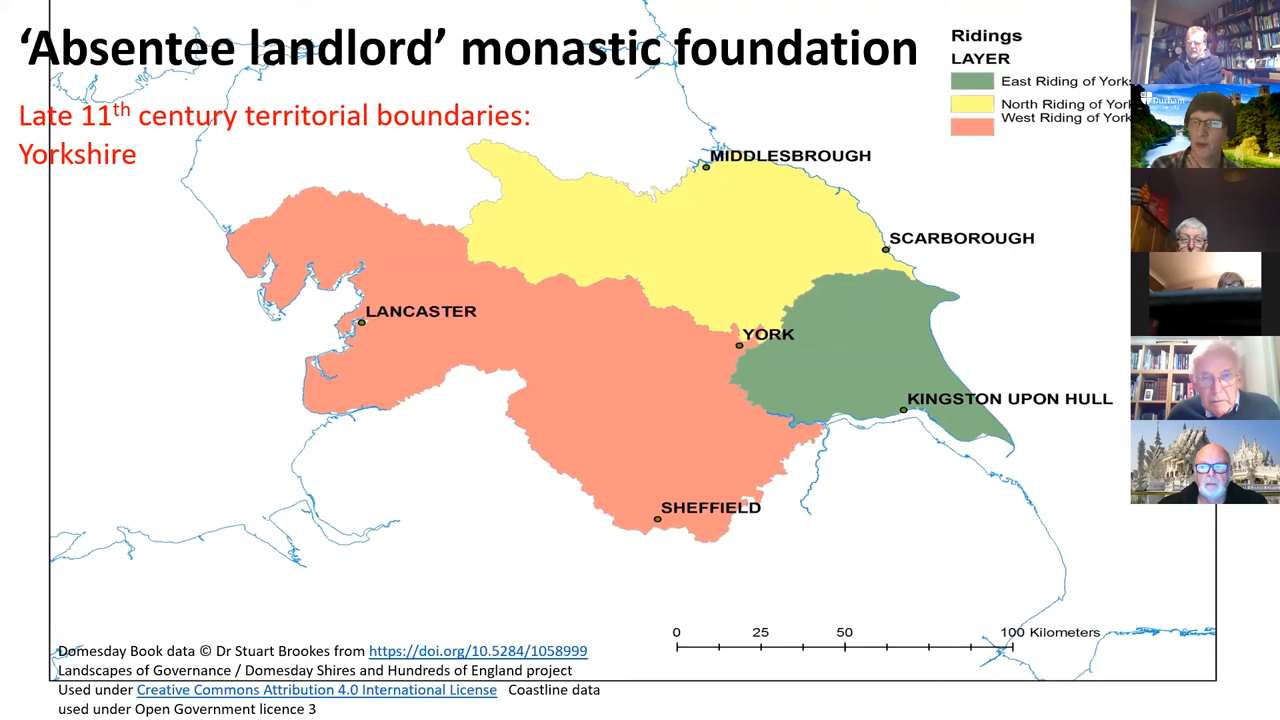 ‘Absentee landlord’ monastic foundation
Late 11th century territorial boundaries:
Yorkshire
Ridings
LAYER
East Riding of Yorks
North Riding of York
West Riding of York
Durham
University
MIDDLESBROUGH
SCARBOROUGH
LANCASTER
YORK
KINGSTON UPON HULL
SHEFFIELD
0 25 50 100 Kilometers
Domesday Book data © Dr Stuart Brookes from https://doi.org/10.5284/1058999
Landscapes of Governance / Domesday Shires and Hundreds of England project
Used under Creative Commons Attribution 4.0 International License Coastline data
used under Open Government licence 3